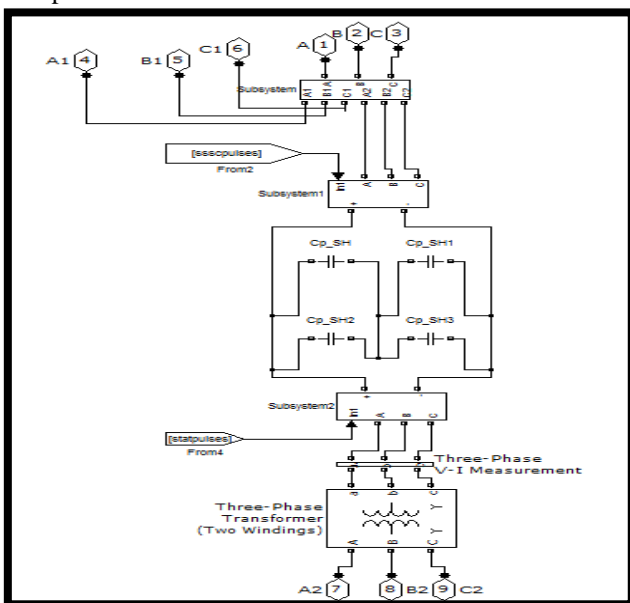 A1 4
B1 5
C1 6
A 1
B 2
C 3
Subsystem
A B C
A1 B1 C1 A2 B2 C2
[ssscpulses]
From2
Subsystem1
In1 A B C
+ -
Cp_SH
Cp_SH1
Cp_SH2
Cp_SH3
+ -
Subsystem2
In1 A B C
[statpulses]
From4
Three-Phase
V-I Measurement
a b c
Three-Phase
Transformer
(Two Windings)
Y Y
A B C
A2 7
8 B2
9 C2